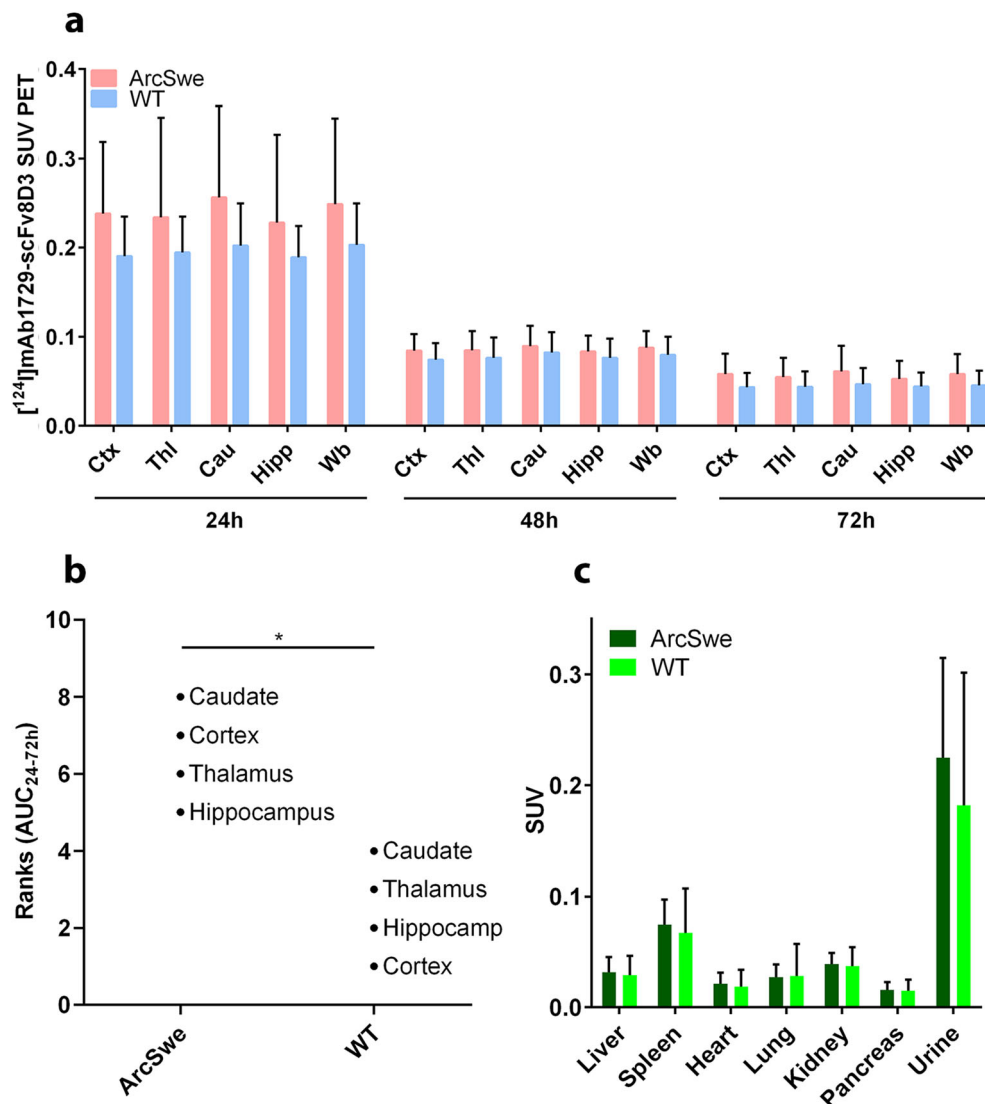 a
ArcSwe
WT
[¹²⁴I]mAb1729-scFv8D3 SUV PET
0.4
0.3
0.2
0.1
0.0
Ctx Thl Cau Hipp Wb Ctx Thl Cau Hipp Wb Ctx Thl Cau Hipp Wb
24h 48h 72h
b
Ranks (AUC₂₄₋₇₂ₕ)
10
8
6
4
2
0
*
Caudate
Cortex
Thalamus
Hippocampus
Caudate
Thalamus
Hippocamp
Cortex
ArcSwe WT
c
ArcSwe
WT
SUV
0.3
0.2
0.1
0.0
Liver Spleen Heart Lung Kidney Pancreas Urine